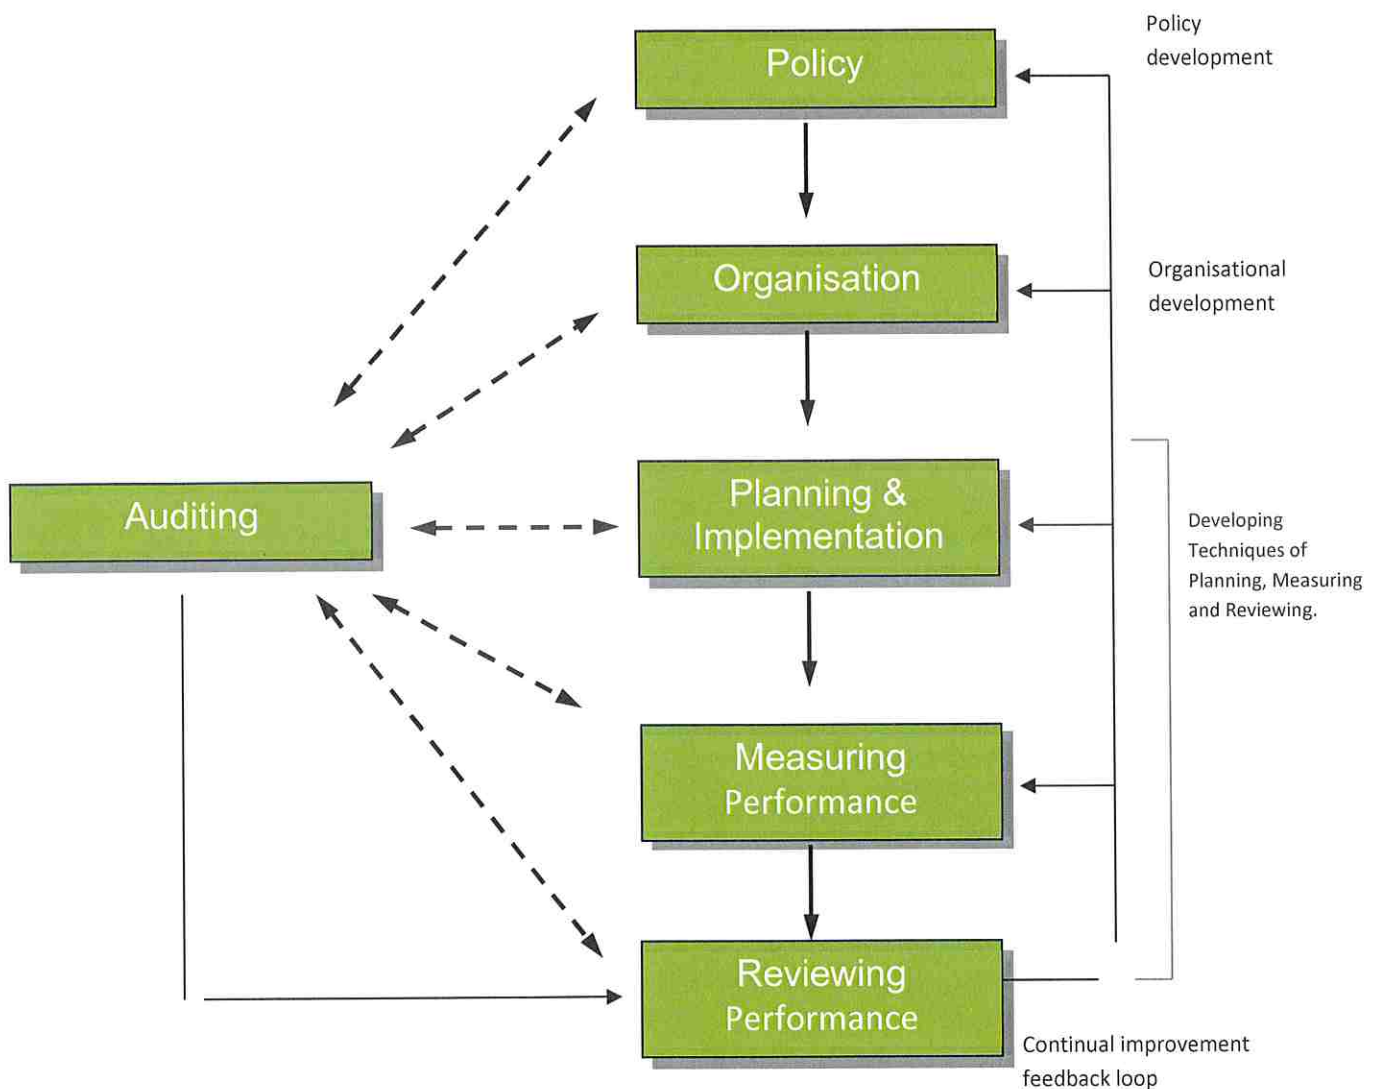 Policy
development
Policy
Organisation
Organisational
development
Planning &
Implementation
Auditing
Developing
Techniques of
Planning, Measuring
and Reviewing.
Measuring
Performance
Reviewing
Performance
Continual improvement
feedback loop